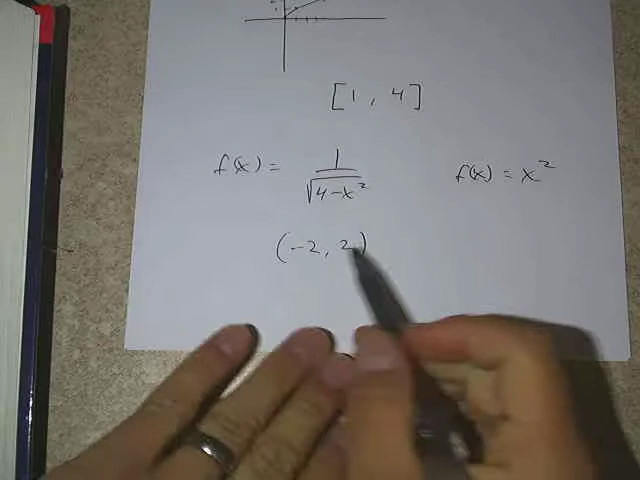 [1, 4]
f(x) = 1/√(4-x²)    f(x) = x²
(-2, 2)